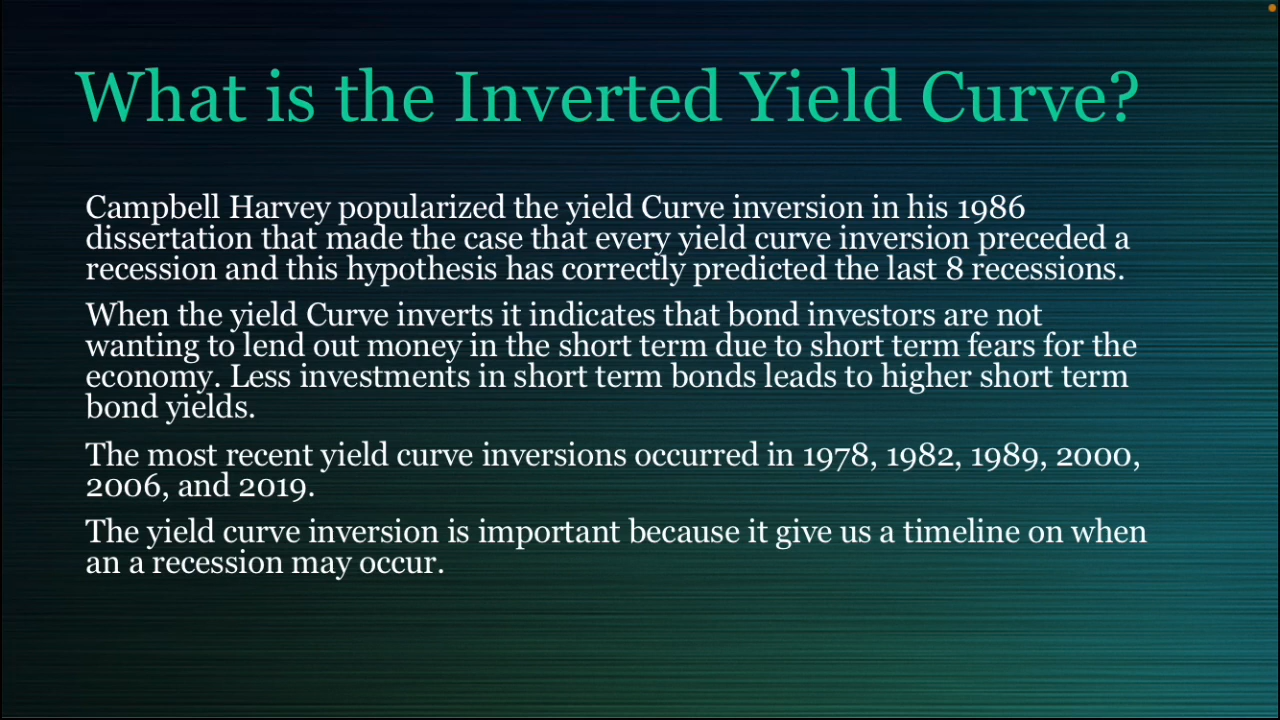 What is the Inverted Yield Curve?
Campbell Harvey popularized the yield Curve inversion in his 1986
dissertation that made the case that every yield curve inversion preceded a
recession and this hypothesis has correctly predicted the last 8 recessions.
When the yield Curve inverts it indicates that bond investors are not
wanting to lend out money in the short term due to short term fears for the
economy. Less investments in short term bonds leads to higher short term
bond yields.
The most recent yield curve inversions occurred in 1978, 1982, 1989, 2000,
2006, and 2019.
The yield curve inversion is important because it give us a timeline on when
an a recession may occur.